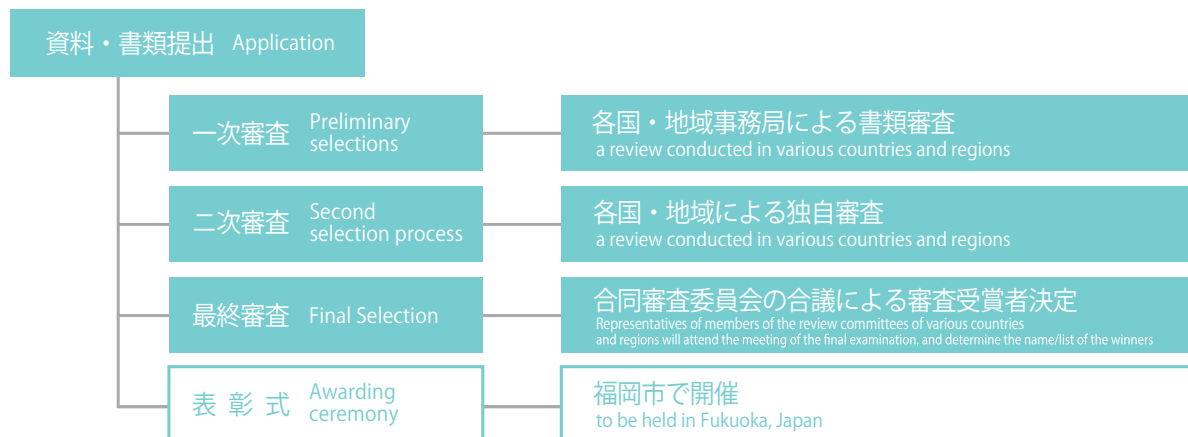 資料・書類提出 Application
一次審査 Preliminary
selections
各国・地域事務局による書類審査
a review conducted in various countries and regions
二次審査 Second
selection process
各国・地域による独自審査
a review conducted in various countries and regions
最終審査 Final Selection
合同審査委員会の合議による審査受賞者決定
Representatives of members of the review committees of various countries
and regions will attend the meeting of the final examination, and determine the name/list of the winners
表 彰 式 Awarding
ceremony
福岡市で開催
to be held in Fukuoka, Japan